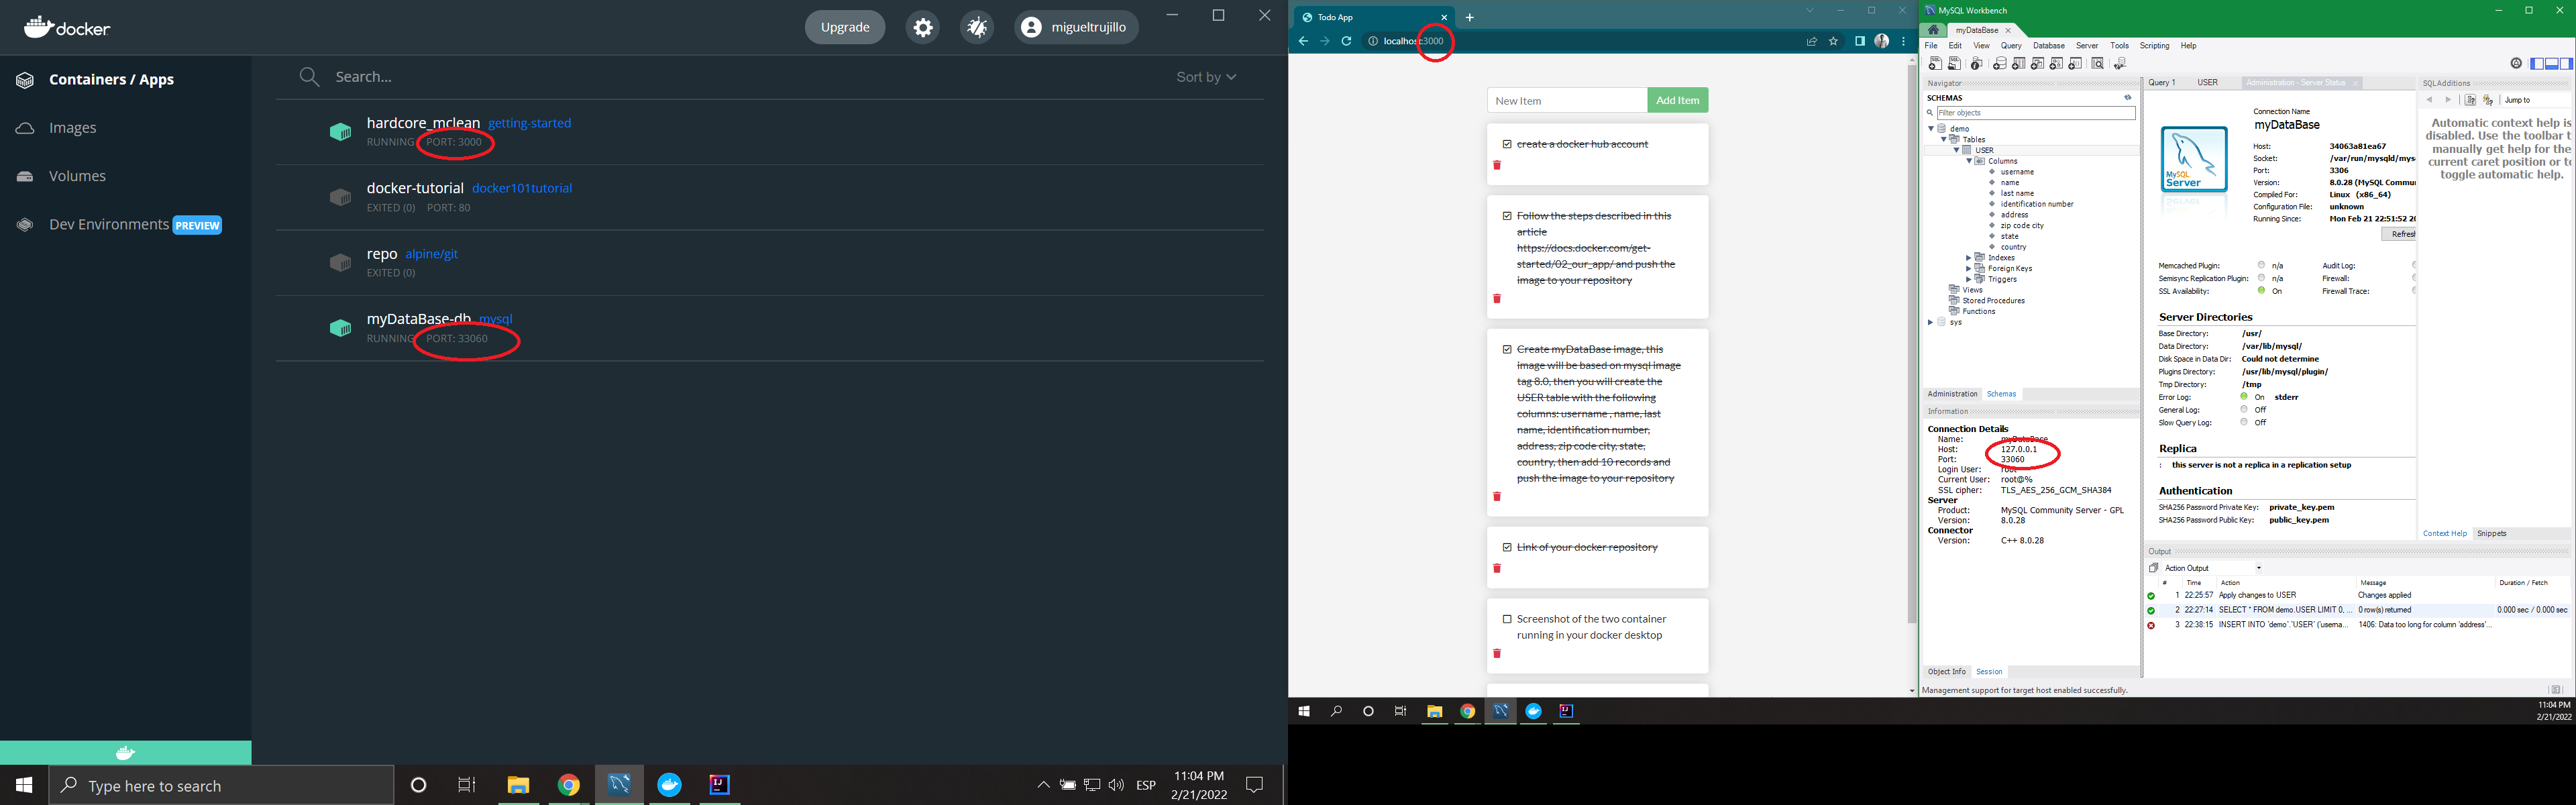 docker
Upgrade
migueltrujillo
Containers / Apps
Images
Volumes
Dev Environments PREVIEW
Search...
Sort by
hardcore_mclean getting-started
RUNNING PORT: 3000
docker-tutorial docker101tutorial
EXITED (0) PORT: 80
repo alpine/git
EXITED (0)
myDataBase-db mysql
RUNNING PORT: 33060
Type here to search
ESP
11:04 PM
2/21/2022
Todo App
localhost:3000
New Item
Add Item
create a docker hub account
Follow the steps described in this
article
https://docs.docker.com/get-
started/02_our_app/ and push the
image to your repository
Create myDataBase image, this
image will be based on mysql image
tag 8.0, then you will create the
USER table with the following
columns: username , name, last
name, identification number,
address, zip code city, state,
country, then add 10 records and
push the image to your repository
Link of your docker repository
Screenshot of the two container
running in your docker desktop
MySQL Workbench
myDataBase
File Edit View Query Database Server Tools Scripting Help
Navigator
SCHEMAS
Filter objects
demo
Tables
USER
Columns
username
name
last name
identification number
address
zip code city
state
country
Indexes
Foreign Keys
Triggers
Views
Stored Procedures
Functions
sys
Administration Schemas
Information
Connection Details
Name: myDataBase
Host: 127.0.0.1
Port: 33060
Login User: root
Current User: root@%
SSL cipher: TLS_AES_256_GCM_SHA384
Server
Product: MySQL Community Server - GPL
Version: 8.0.28
Connector
Version: C++ 8.0.28
Object Info Session
Management support for target host enabled successfully.
Query 1 USER Administration - Server Status
MySQL
Server
Connection Name
myDataBase
Host: 34063a81ea67
Socket: /var/run/mysqld/mys
Port: 3306
Version: 8.0.28 (MySQL Commu
Compiled For: Linux (x86_64)
Configuration File: unknown
Running Since: Mon Feb 21 22:51:52 20
Refresh
Memcached Plugin: n/a Audit Log:
Semisync Replication Plugin: n/a Firewall:
SSL Availability: On Firewall Trace:
Server Directories
Base Directory: /usr/
Data Directory: /var/lib/mysql/
Disk Space in Data Dir: Could not determine
Plugins Directory: /usr/lib/mysql/plugin/
Tmp Directory: /tmp
Error Log: On stderr
General Log: Off
Slow Query Log: Off
Replica
: this server is not a replica in a replication setup
Authentication
SHA256 Password Private Key: private_key.pem
SHA256 Password Public Key: public_key.pem
SQLAdditions
Jump to
Automatic context help is
disabled. Use the toolbar t
manually get help for the
current caret position or to
toggle automatic help.
Context Help Snippets
Output
Action Output
# Time Action Message Duration / Fetch
1 22:25:57 Apply changes to USER Changes applied
2 22:27:14 SELECT * FROM demo.USER LIMIT 0, ... 0 row(s) returned 0.000 sec / 0.000 sec
3 22:38:15 INSERT INTO `demo`.`USER` (`userna... 1406: Data too long for column 'address'...
11:04 PM
2/21/2022